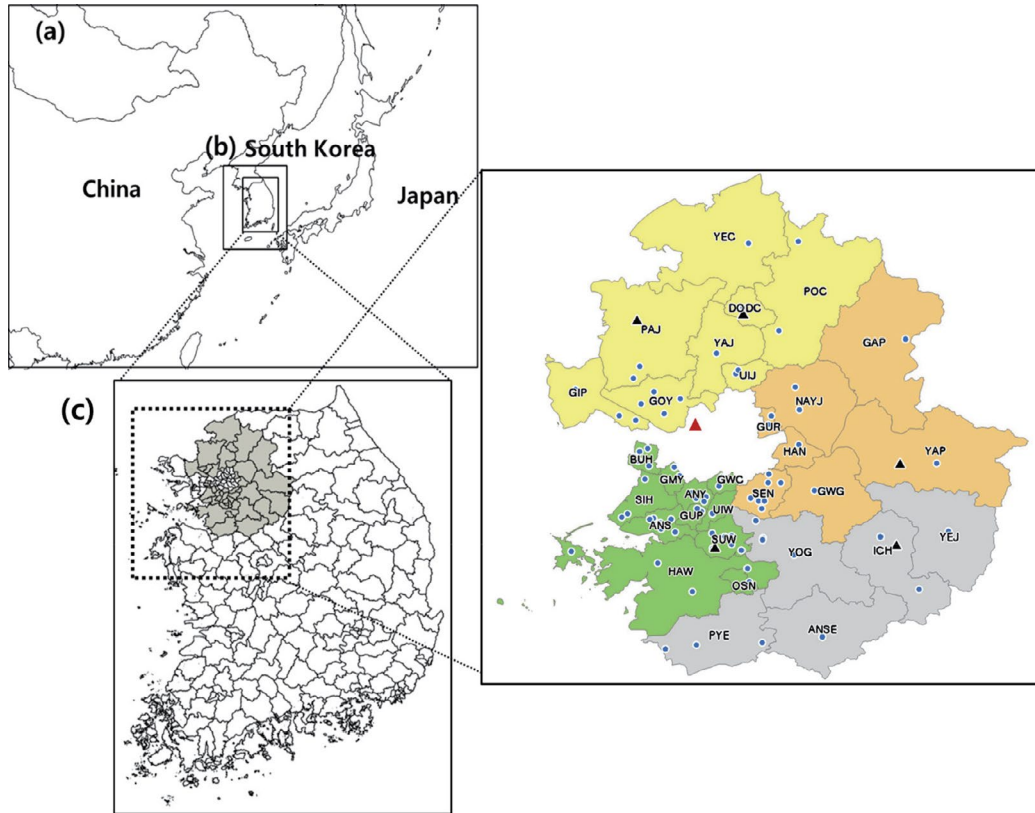 (a)
(b) South Korea
China
Japan
(c)
YEC
POC
DODC
PAJ
YAJ
GAP
UIJ
GIP
GOY
NAYJ
GUR
HAN
YAP
BUH
GMY
GWC
SEN
GWG
SIH
ANY
GUP
UIW
ANS
SUW
YOG
ICH
YEJ
HAW
OSN
PYE
ANSE